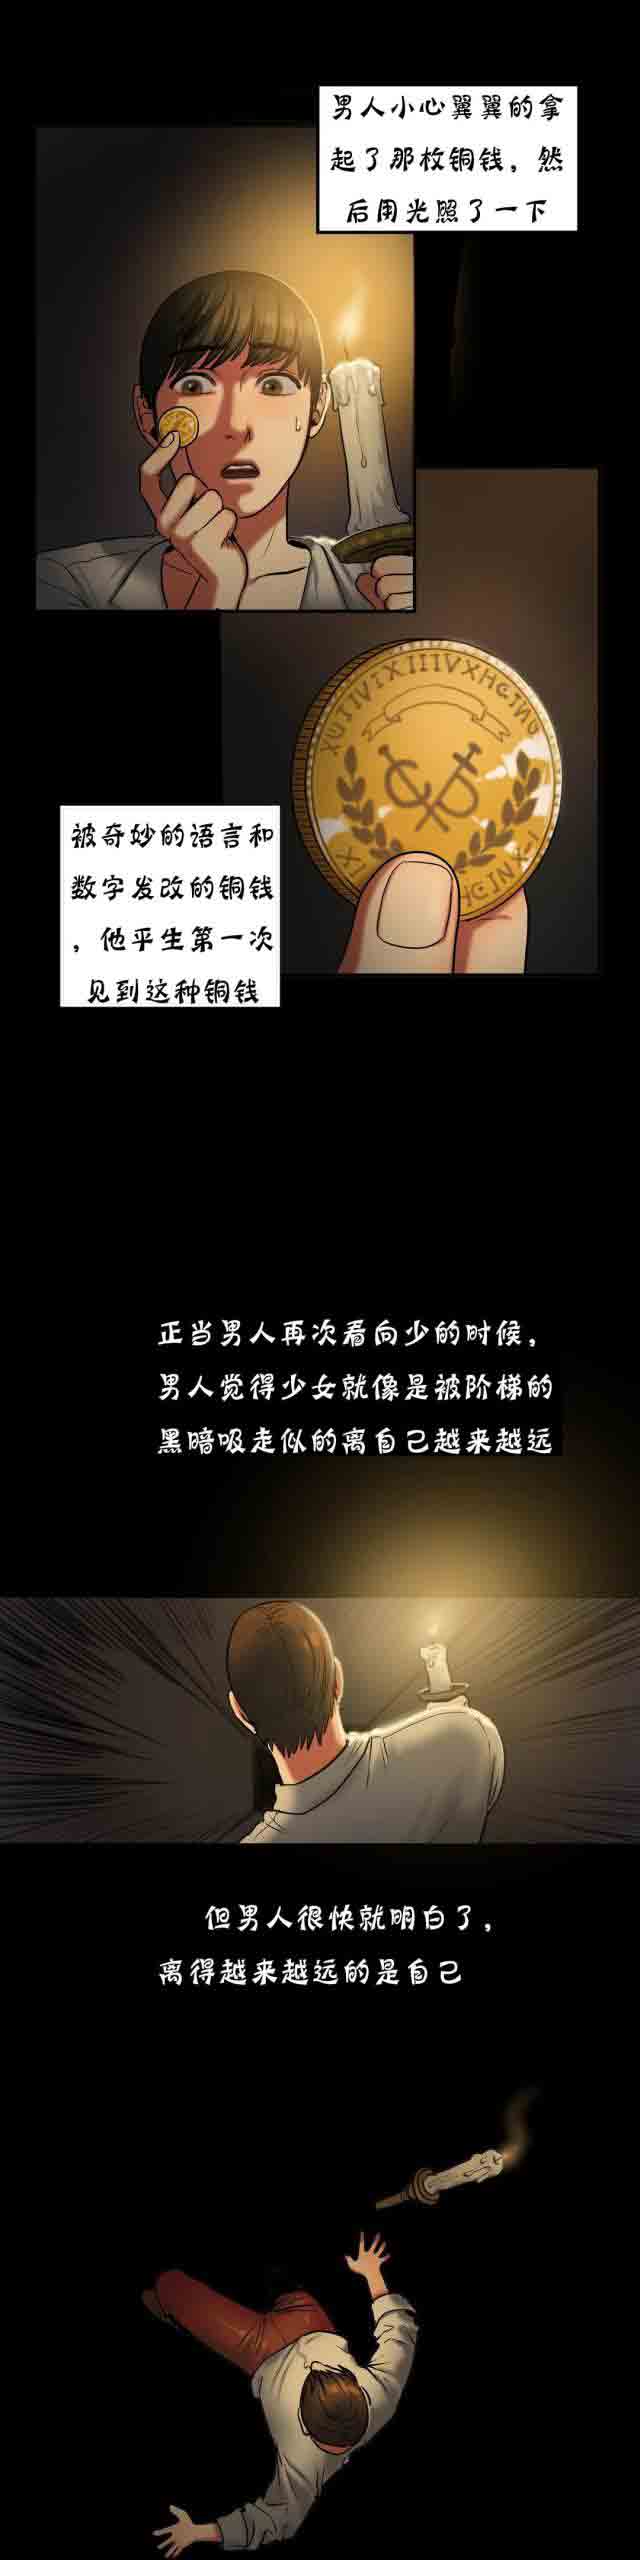 男人小心翼翼的拿
起了那枚铜钱，然
后用光照了一下
XUTIVIXIIIVXHGINU
被奇妙的语言和
数字发改的铜钱
，他平生第一次
见到这种铜钱
正当男人再次看向少的时候，
男人觉得少女就像是被阶梯的
黑暗吸走似的离自己越来越远
但男人很快就明白了，
离得越来越远的是自己